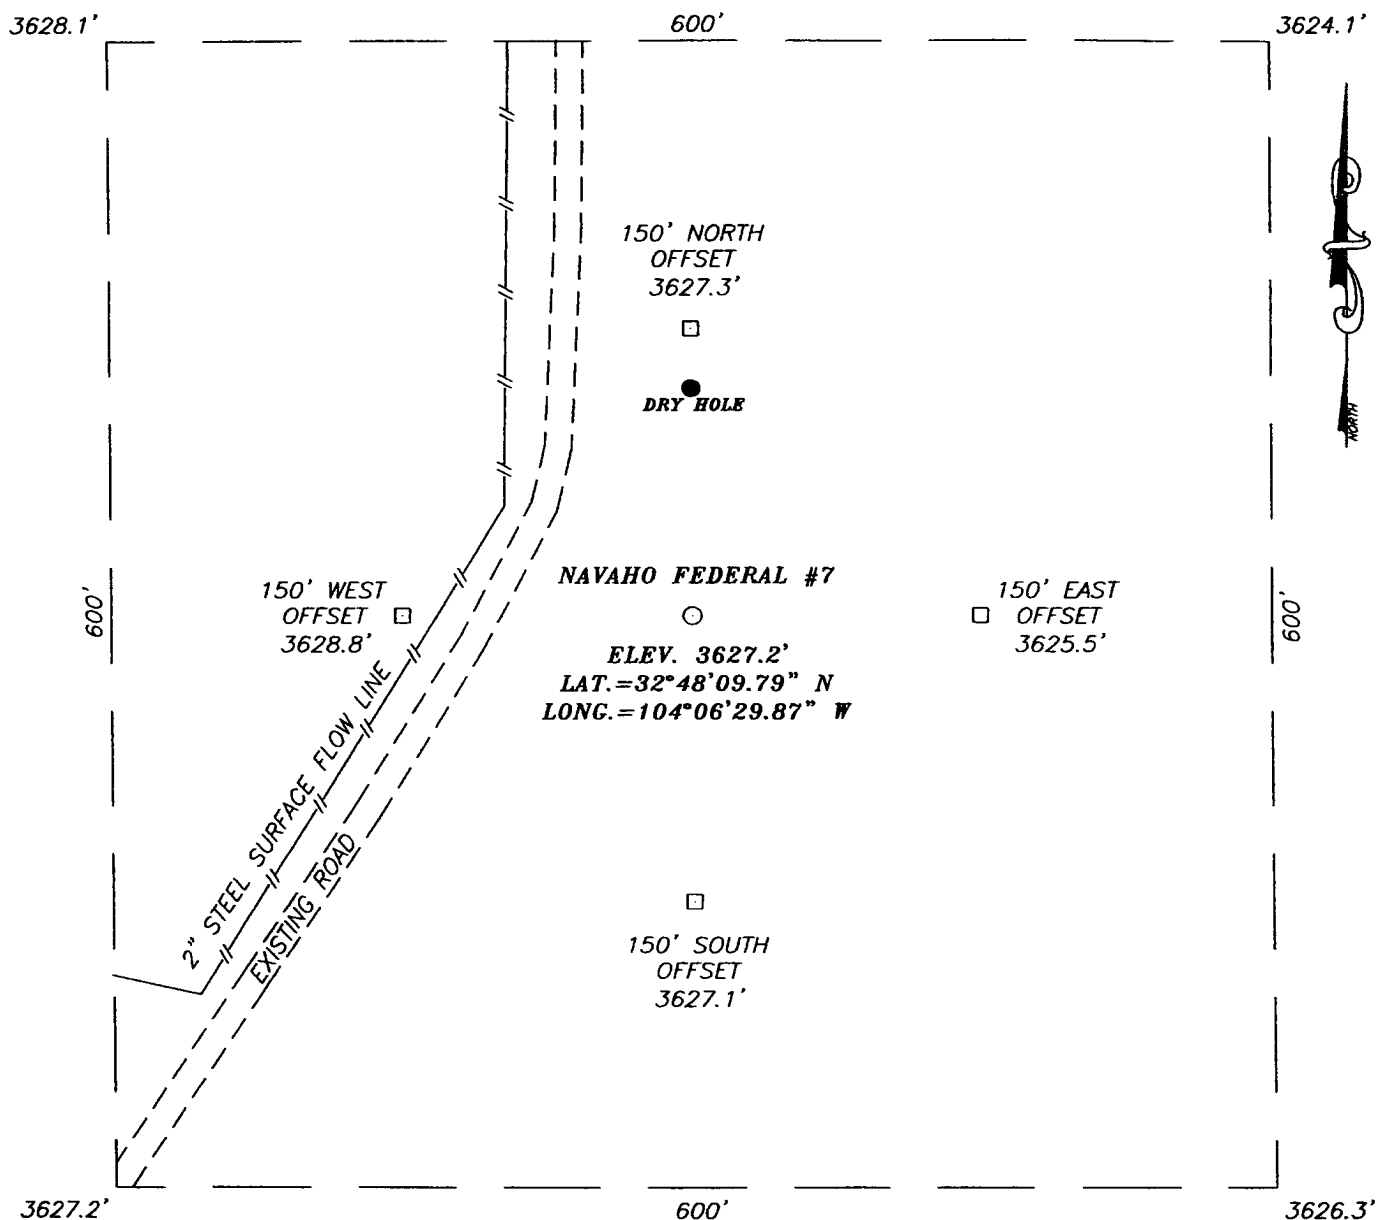 3628.1'
600'
3624.1'
150' NORTH
OFFSET
3627.3'
DRY HOLE
NORTH
NAVAHO FEDERAL #7
150' WEST
OFFSET
3628.8'
150' EAST
OFFSET
3625.5'
600'
600'
ELEV. 3627.2'
LAT.=32°48'09.79" N
LONG.=104°06'29.87" W
2" STEEL SURFACE FLOW LINE
EXISTING ROAD
150' SOUTH
OFFSET
3627.1'
3627.2'
600'
3626.3'